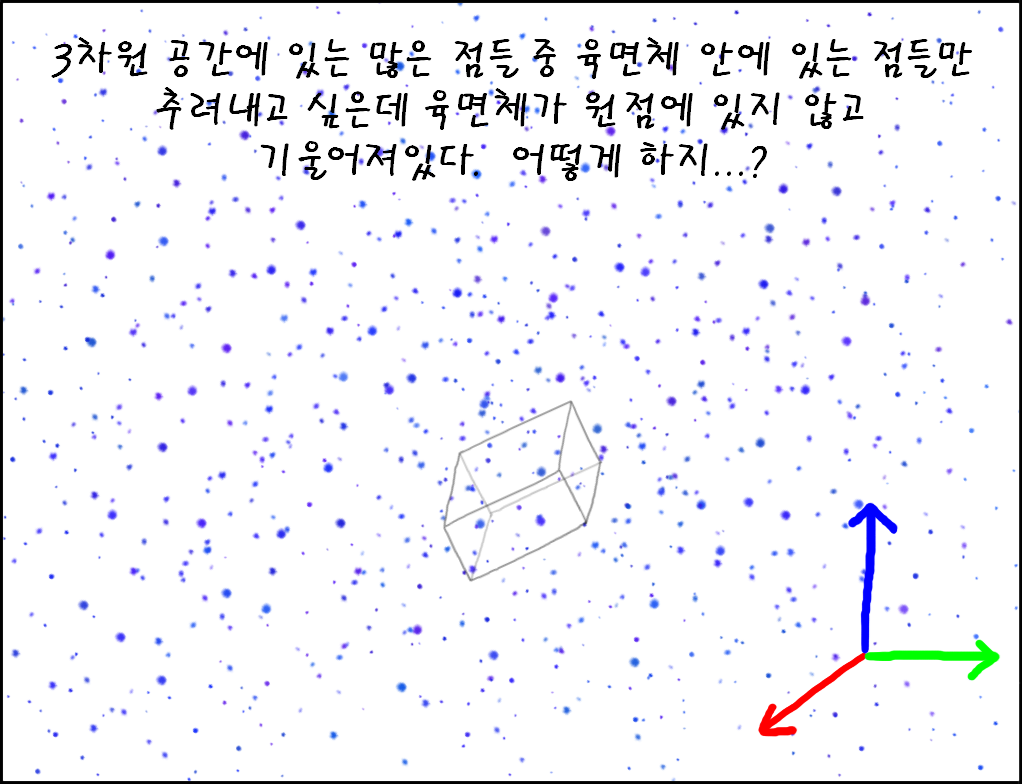 3차원 공간에 있는 많은 점들 중 육면체 안에 있는 점들만
추려내고 싶은데 육면체가 원점에 있지 않고
기울어져있다. 어떻게 하지...?